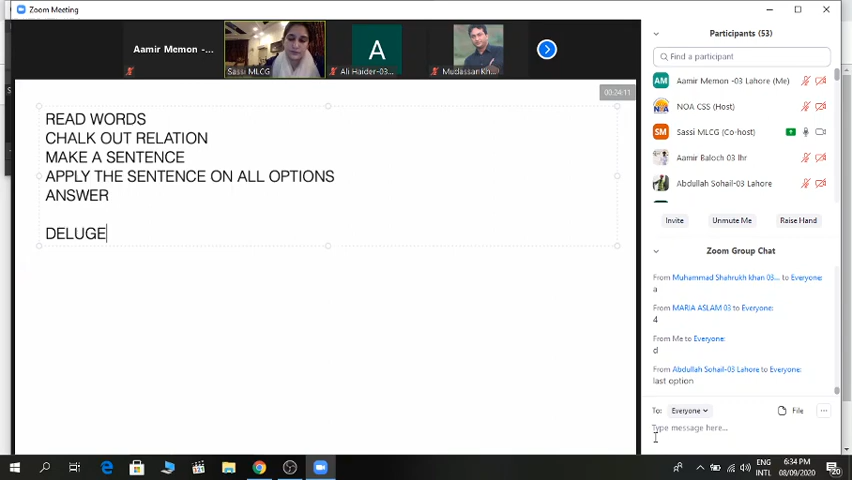 Zoom Meeting
Aamir Memon -...
Sassi MLCG
A
Ali Haider-03...
Mudassan Kh...
00:24:11
READ WORDS
CHALK OUT RELATION
MAKE A SENTENCE
APPLY THE SENTENCE ON ALL OPTIONS
ANSWER
DELUGE
Participants (53)
Find a participant
AM Aamir Memon -03 Lahore (Me)
NOA CSS (Host)
SM Sassi MLCG (Co-host)
Aamir Baloch 03 lhr
Abdullah Sohail-03 Lahore
Invite
Unmute Me
Raise Hand
Zoom Group Chat
From Muhammad Shahrukh khan 03... to Everyone:
a
From MARIA ASLAM 03 to Everyone:
4
From Me to Everyone:
d
From Abdullah Sohail-03 Lahore to Everyone:
last option
To: Everyone
File
Type message here...
ENG
INTL
6:34 PM
08/09/2020
20